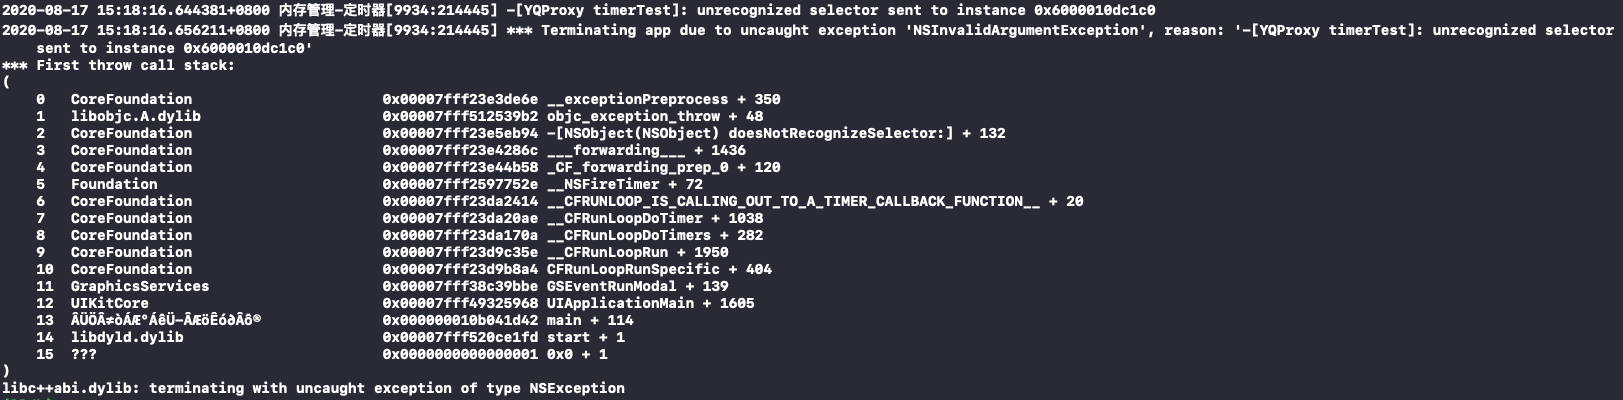 2020-08-17 15:18:16.644381+0800 内存管理-定时器[9934:214445] -[YQProxy timerTest]: unrecognized selector sent to instance 0x6000010dc1c0
2020-08-17 15:18:16.656211+0800 内存管理-定时器[9934:214445] *** Terminating app due to uncaught exception 'NSInvalidArgumentException', reason: '-[YQProxy timerTest]: unrecognized selector
sent to instance 0x6000010dc1c0'
*** First throw call stack:
(
0 CoreFoundation 0x00007fff23e3de6e __exceptionPreprocess + 350
1 libobjc.A.dylib 0x00007fff512539b2 objc_exception_throw + 48
2 CoreFoundation 0x00007fff23e5eb94 -[NSObject(NSObject) doesNotRecognizeSelector:] + 132
3 CoreFoundation 0x00007fff23e4286c ___forwarding___ + 1436
4 CoreFoundation 0x00007fff23e44b58 _CF_forwarding_prep_0 + 120
5 Foundation 0x00007fff2597752e __NSFireTimer + 72
6 CoreFoundation 0x00007fff23da2414 __CFRUNLOOP_IS_CALLING_OUT_TO_A_TIMER_CALLBACK_FUNCTION__ + 20
7 CoreFoundation 0x00007fff23da20ae __CFRunLoopDoTimer + 1038
8 CoreFoundation 0x00007fff23da170a __CFRunLoopDoTimers + 282
9 CoreFoundation 0x00007fff23d9c35e __CFRunLoopRun + 1950
10 CoreFoundation 0x00007fff23d9b8a4 CFRunLoopRunSpecific + 404
11 GraphicsServices 0x00007fff38c39bbe GSEventRunModal + 139
12 UIKitCore 0x00007fff49325968 UIApplicationMain + 1605
13 ÂÜÖÂ≠òÁÆ°ÁêÜ-ÂÆöÊó∂Âô® 0x000000010b041d42 main + 114
14 libdyld.dylib 0x00007fff520ce1fd start + 1
15 ??? 0x0000000000000001 0x0 + 1
)
libc++abi.dylib: terminating with uncaught exception of type NSException